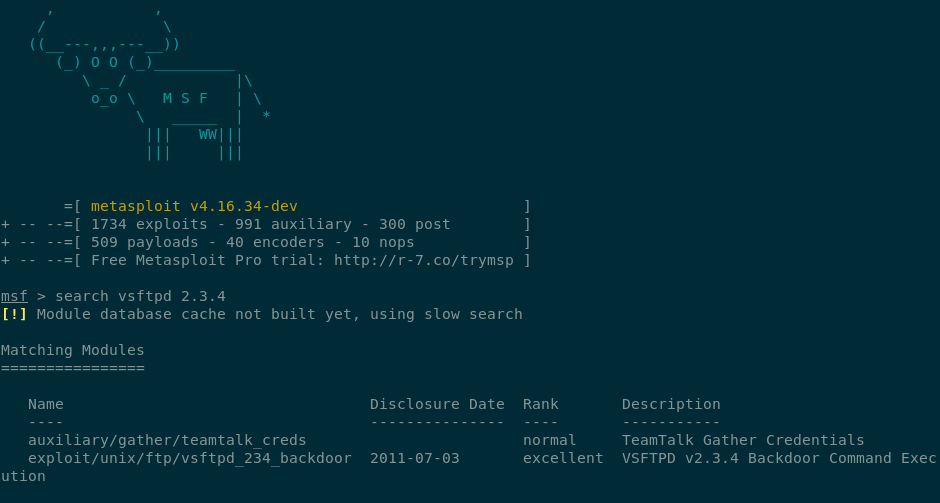 ,           ,
    /             \
   ((__---,,,---__))
      (_) O O (_)_________
         \ _ /            |\
          o_o \   M S F   | \
               \   _____  |  *
                |||   WW|||
                |||     |||
       =[ metasploit v4.16.34-dev                         ]
+ -- --=[ 1734 exploits - 991 auxiliary - 300 post        ]
+ -- --=[ 509 payloads - 40 encoders - 10 nops            ]
+ -- --=[ Free Metasploit Pro trial: http://r-7.co/trymsp ]
msf > search vsftpd 2.3.4
[!] Module database cache not built yet, using slow search
Matching Modules
================
   Name                                  Disclosure Date  Rank       Description
   ----                                  ---------------  ----       -----------
   auxiliary/gather/teamtalk_creds                        normal     TeamTalk Gather Credentials
   exploit/unix/ftp/vsftpd_234_backdoor  2011-07-03       excellent  VSFTPD v2.3.4 Backdoor Command Exec
ution